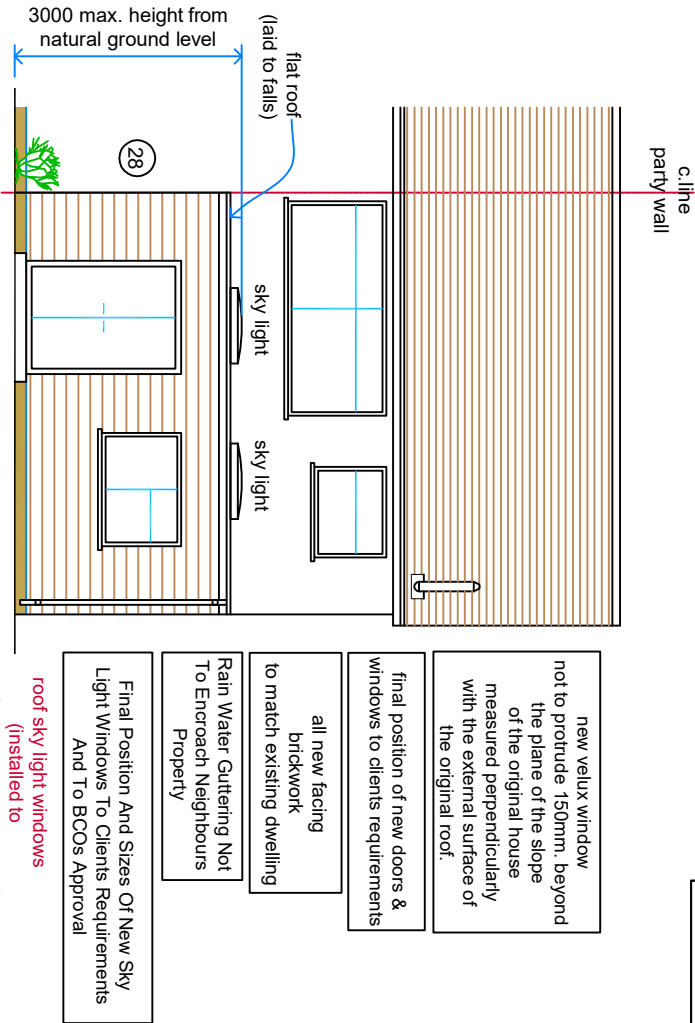 3000 max. height from
natural ground level
flat roof
(laid to falls)
28
c.line
party wall
sky light
sky light
new velux window
not to protrude 150mm. beyond
the plane of the slope
of the original house
measured perpendicularly
with the external surface of
the original roof.
final position of new doors &
windows to clients requirements
all new facing
brickwork
to match existing dwelling
Rain Water Guttering Not
To Encroach Neighbours
Property
Final Position And Sizes Of New Sky
Light Windows To Clients Requirements
And To BCOs Approval
roof sky light windows
(installed to